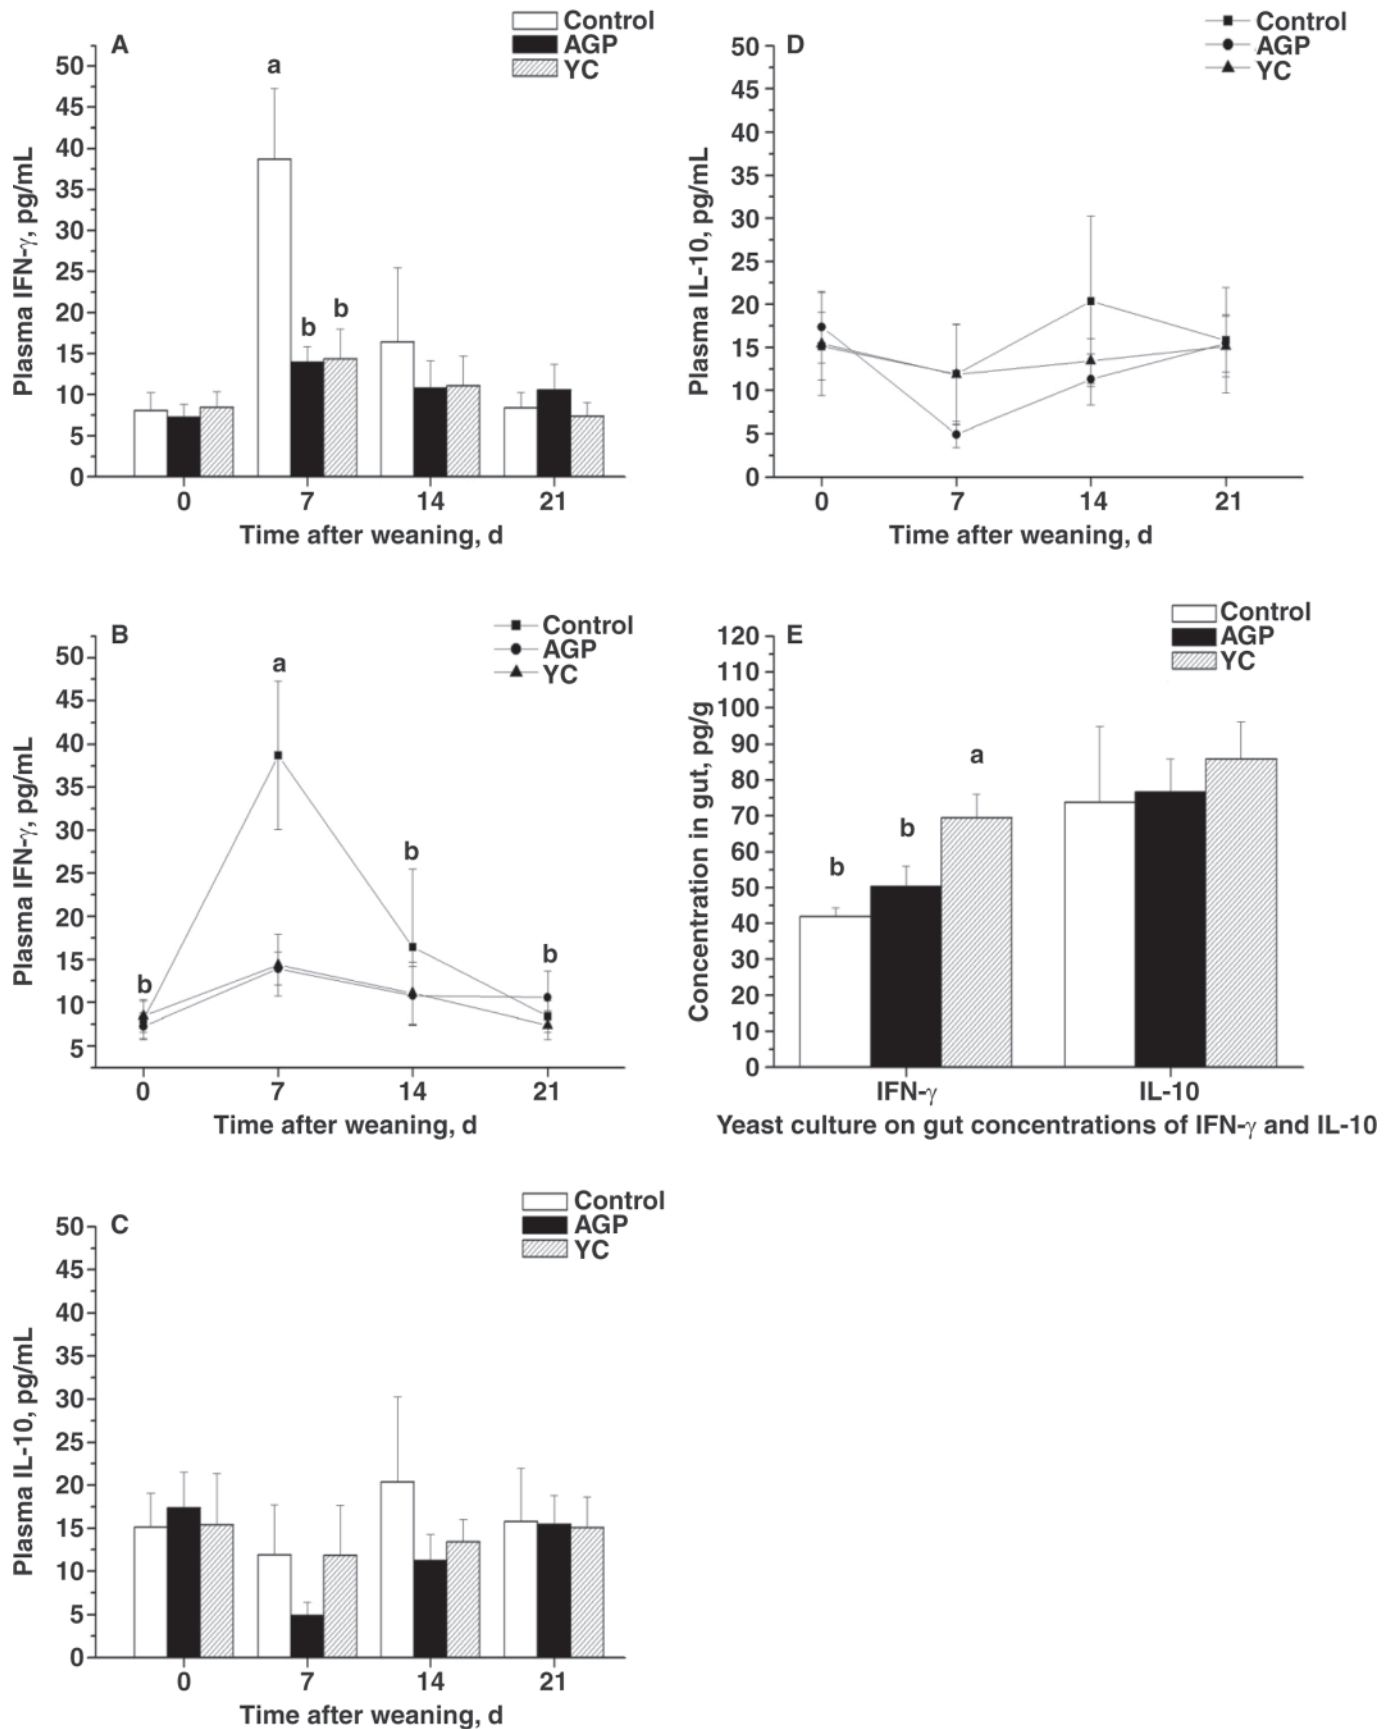 A
Control
AGP
YC
50
45
40
35
30
25
20
15
10
5
0
a
b
b
Plasma IFN-γ, pg/mL
0 7 14 21
Time after weaning, d
D
Control
AGP
YC
50
45
40
35
30
25
20
15
10
5
0
Plasma IL-10, pg/mL
0 7 14 21
Time after weaning, d
B
Control
AGP
YC
50
45
40
35
30
25
20
15
10
5
b
a
b
b
Plasma IFN-γ, pg/mL
0 7 14 21
Time after weaning, d
E
Control
AGP
YC
120
110
100
90
80
70
60
50
40
30
20
10
0
b
b
a
Concentration in gut, pg/g
IFN-γ IL-10
Yeast culture on gut concentrations of IFN-γ and IL-10
C
Control
AGP
YC
50
45
40
35
30
25
20
15
10
5
0
Plasma IL-10, pg/mL
0 7 14 21
Time after weaning, d